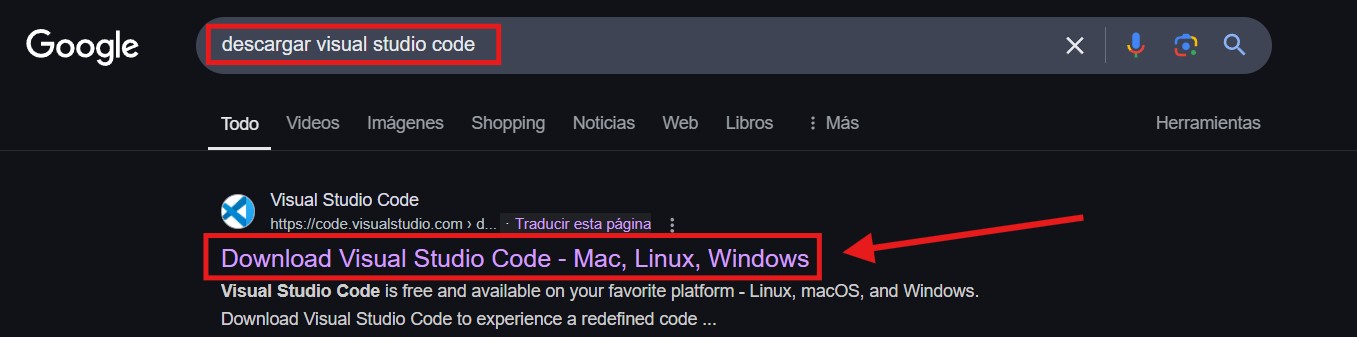 Google
descargar visual studio code
Todo Videos Imágenes Shopping Noticias Web Libros Más Herramientas
Visual Studio Code
https://code.visualstudio.com › d... · Traducir esta página
Download Visual Studio Code - Mac, Linux, Windows
Visual Studio Code is free and available on your favorite platform - Linux, macOS, and Windows.
Download Visual Studio Code to experience a redefined code ...